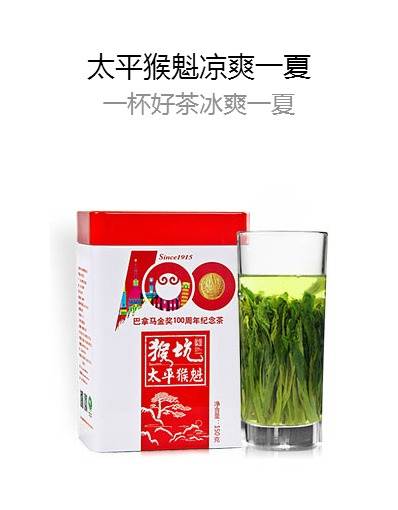 太平猴魁凉爽一夏
一杯好茶冰爽一夏
Since1915
100
巴拿马金奖100周年纪念茶
猴坑
太平猴魁
净含量:150克